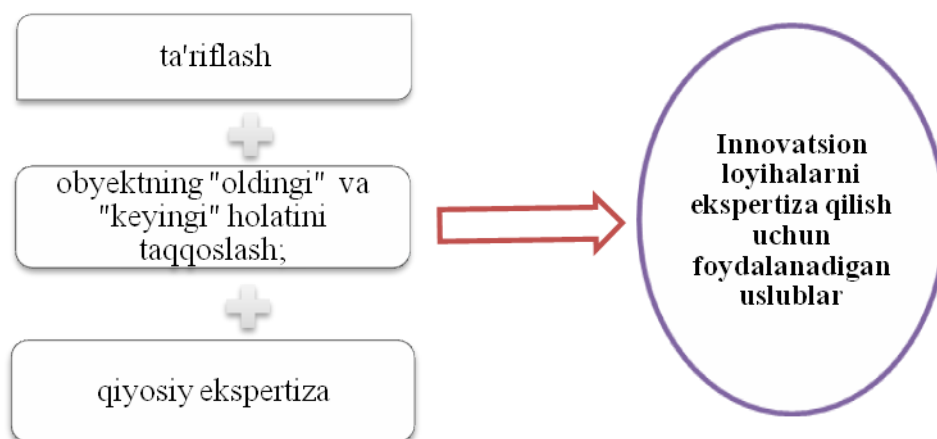 ta'riflash
obyektning "oldingi" va
"keyingi" holatini
taqqoslash;
qiyosiy ekspertiza
Innovatsion
loyihalarni
ekspertiza qilish
uchun
foydalanadigan
uslublar